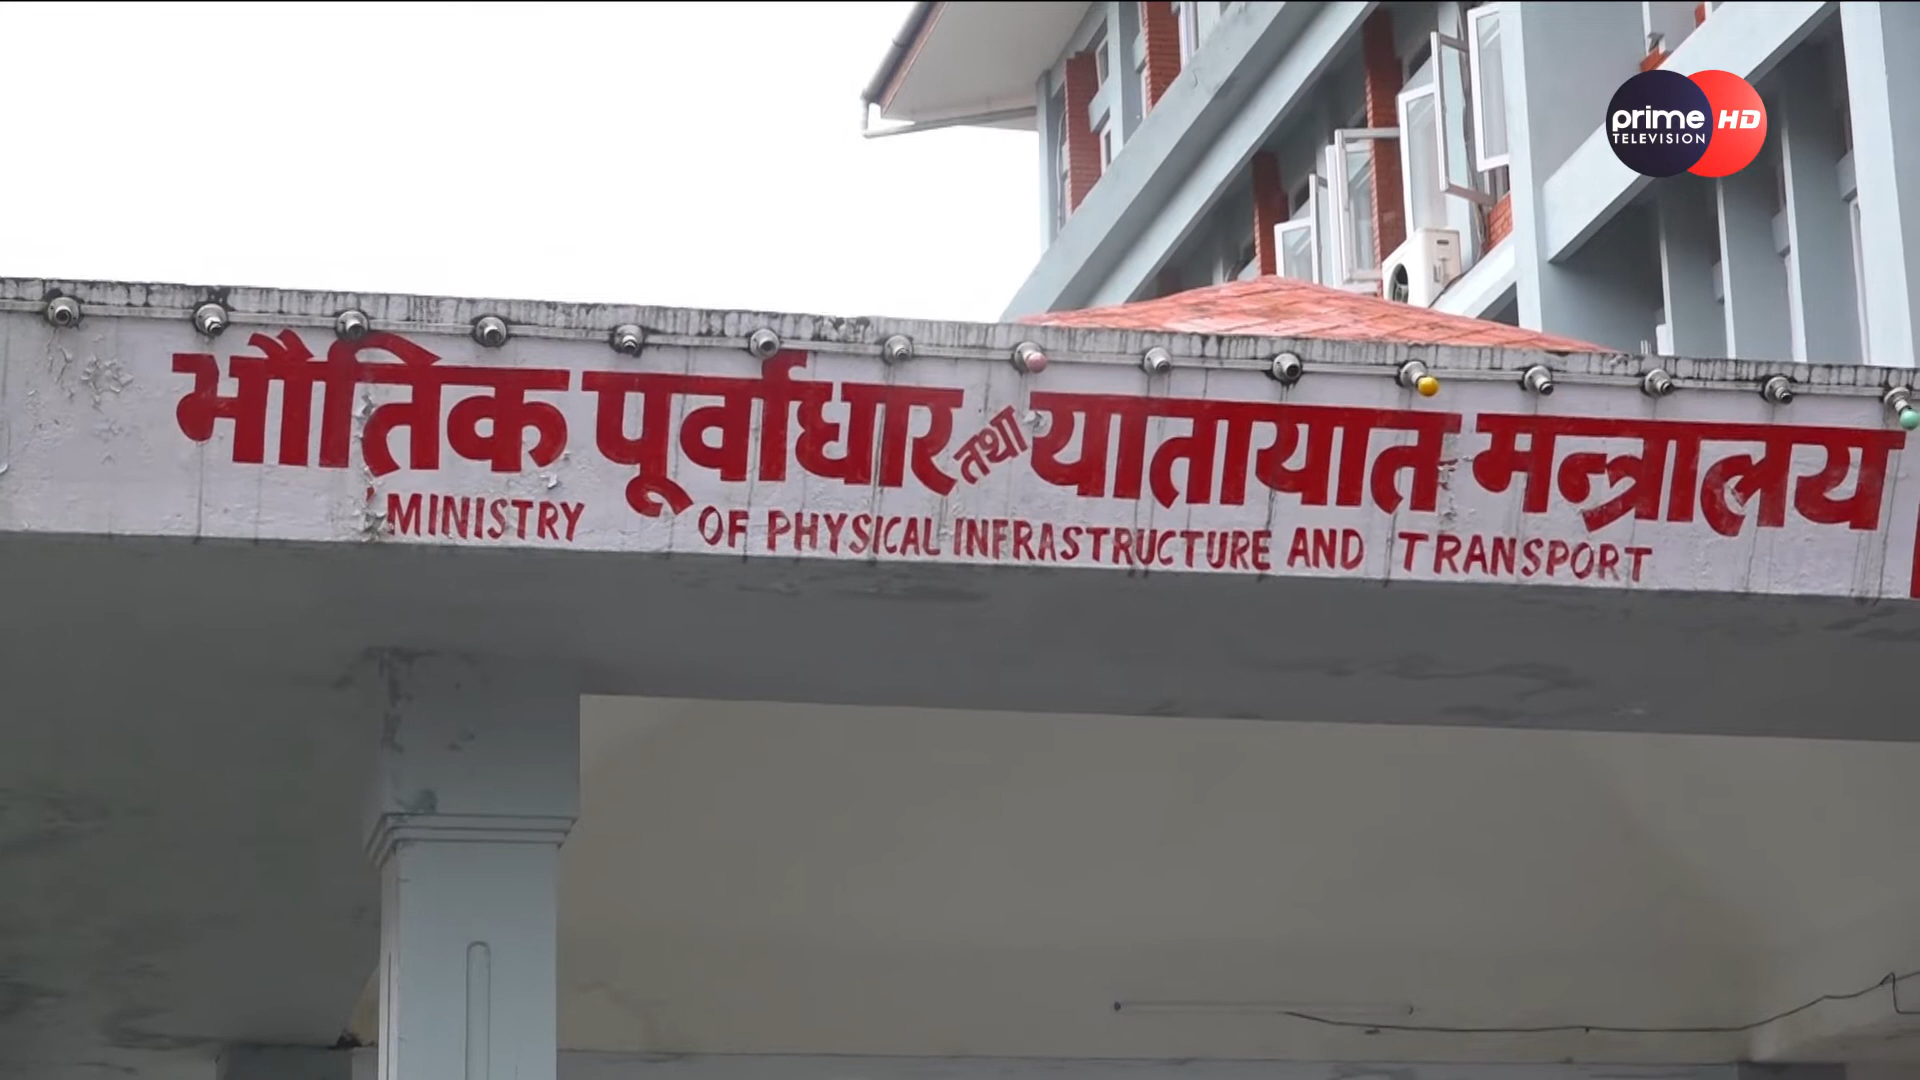 prime HD
TELEVISION
भौतिक पूर्वाधार तथा यातायात मन्त्रालय
MINISTRY OF PHYSICAL INFRASTRUCTURE AND TRANSPORT